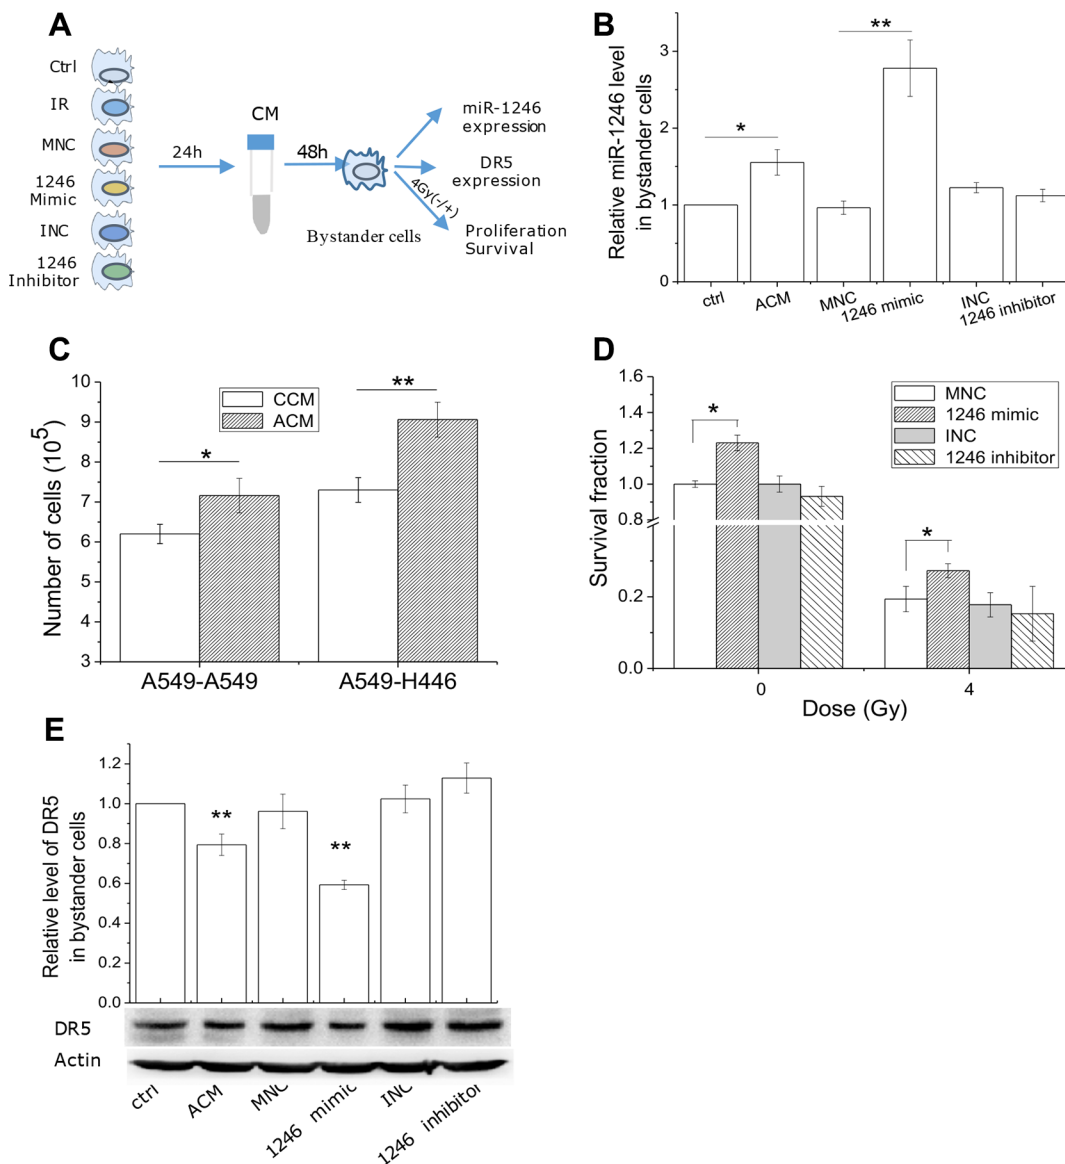 A
Ctrl
IR
MNC
1246
Mimic
INC
1246
Inhibitor
24h
CM
48h
4Gy(-/+)
Bystander cells
miR-1246
expression
DR5
expression
Proliferation
Survival
B
Relative miR-1246 level
in bystander cells
3
2
1
0
**
*
ctrl
ACM
MNC
1246 mimic
INC
1246 inhibitor
C
Number of cells (10^5)
10
9
8
7
6
5
4
3
CCM
ACM
*
**
A549-A549
A549-H446
D
Survival fraction
1.6
1.4
1.2
1.0
0.8
0.2
0.0
MNC
1246 mimic
INC
1246 inhibitor
*
*
0
4
Dose (Gy)
E
Relative level of DR5
in bystander cells
1.2
1.0
0.8
0.6
0.4
0.2
0.0
**
**
DR5
Actin
ctrl
ACM
MNC
1246 mimic
INC
1246 inhibitor